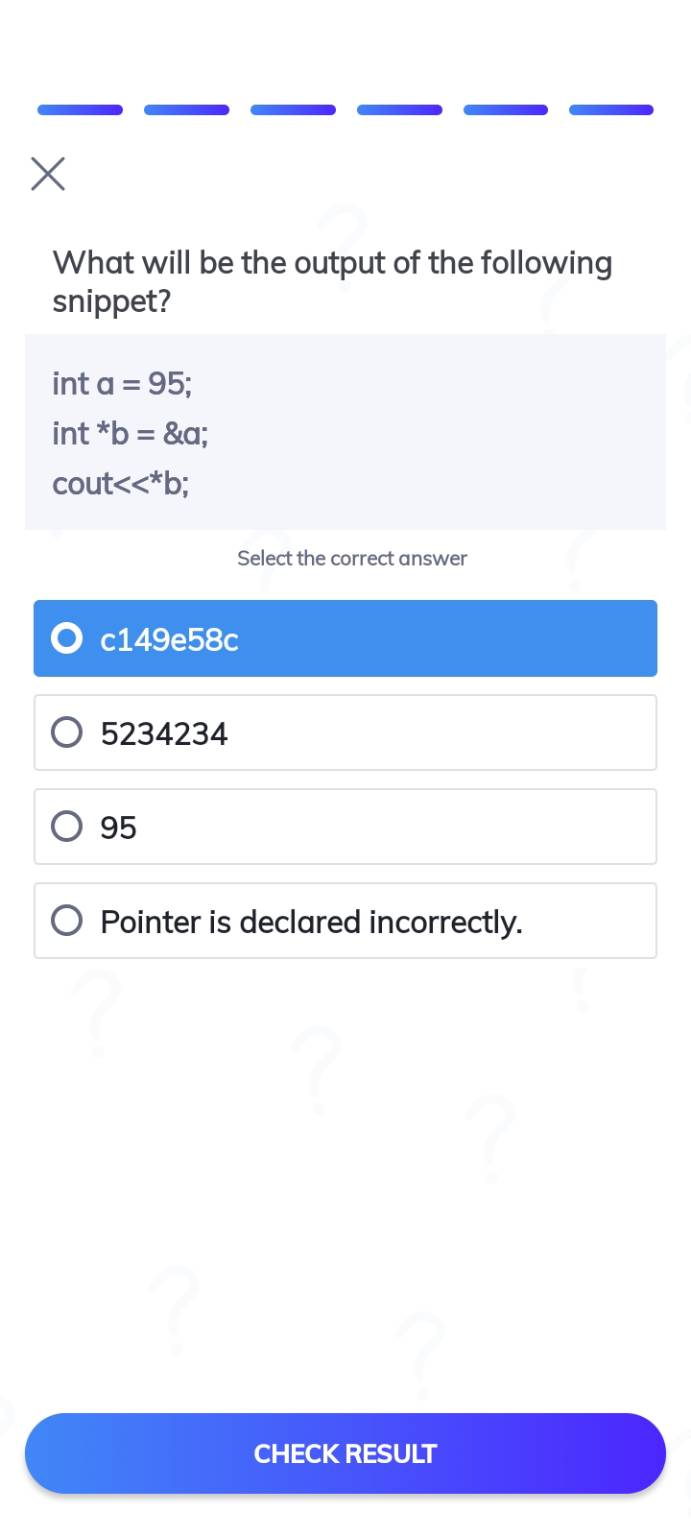 What will be the output of the following
snippet?
int a = 95;
int *b = &a;
cout<<*b;
Select the correct answer
c149e58c
5234234
95
Pointer is declared incorrectly.
CHECK RESULT